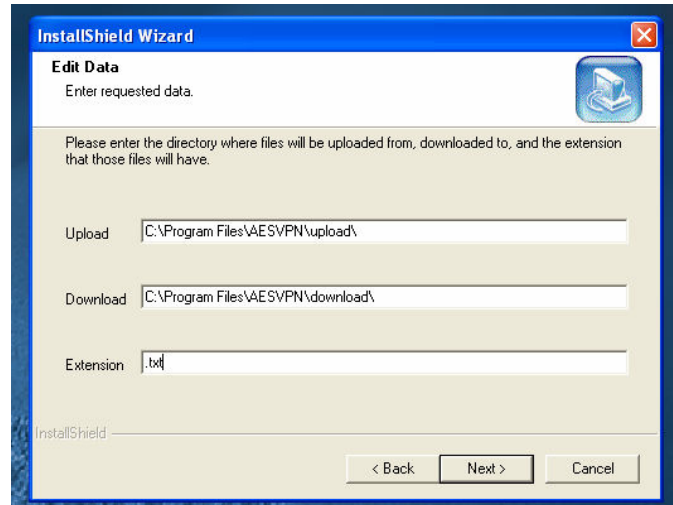 InstallShield Wizard
Edit Data
Enter requested data.
Please enter the directory where files will be uploaded from, downloaded to, and the extension
that those files will have.
Upload C:\Program Files\AESVPN\upload\
Download C:\Program Files\AESVPN\download\
Extension .txt
InstallShield
< Back Next > Cancel